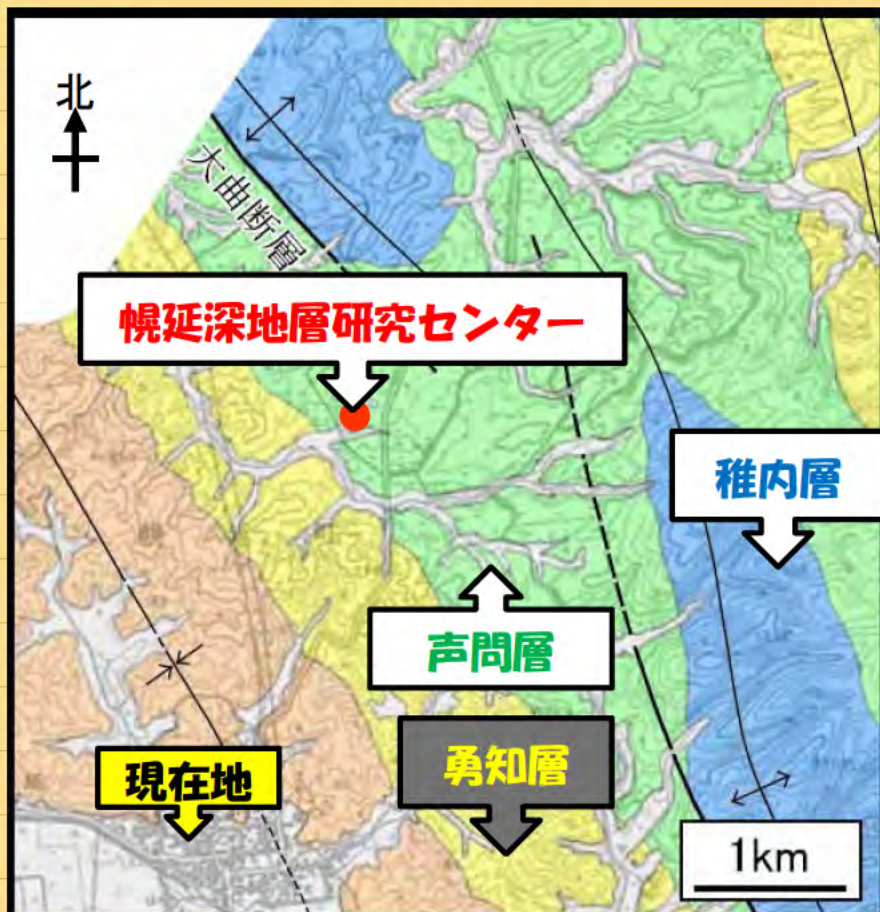 北
大曲断層
幌延深地層研究センター
稚内層
声問層
勇知層
現在地
1km